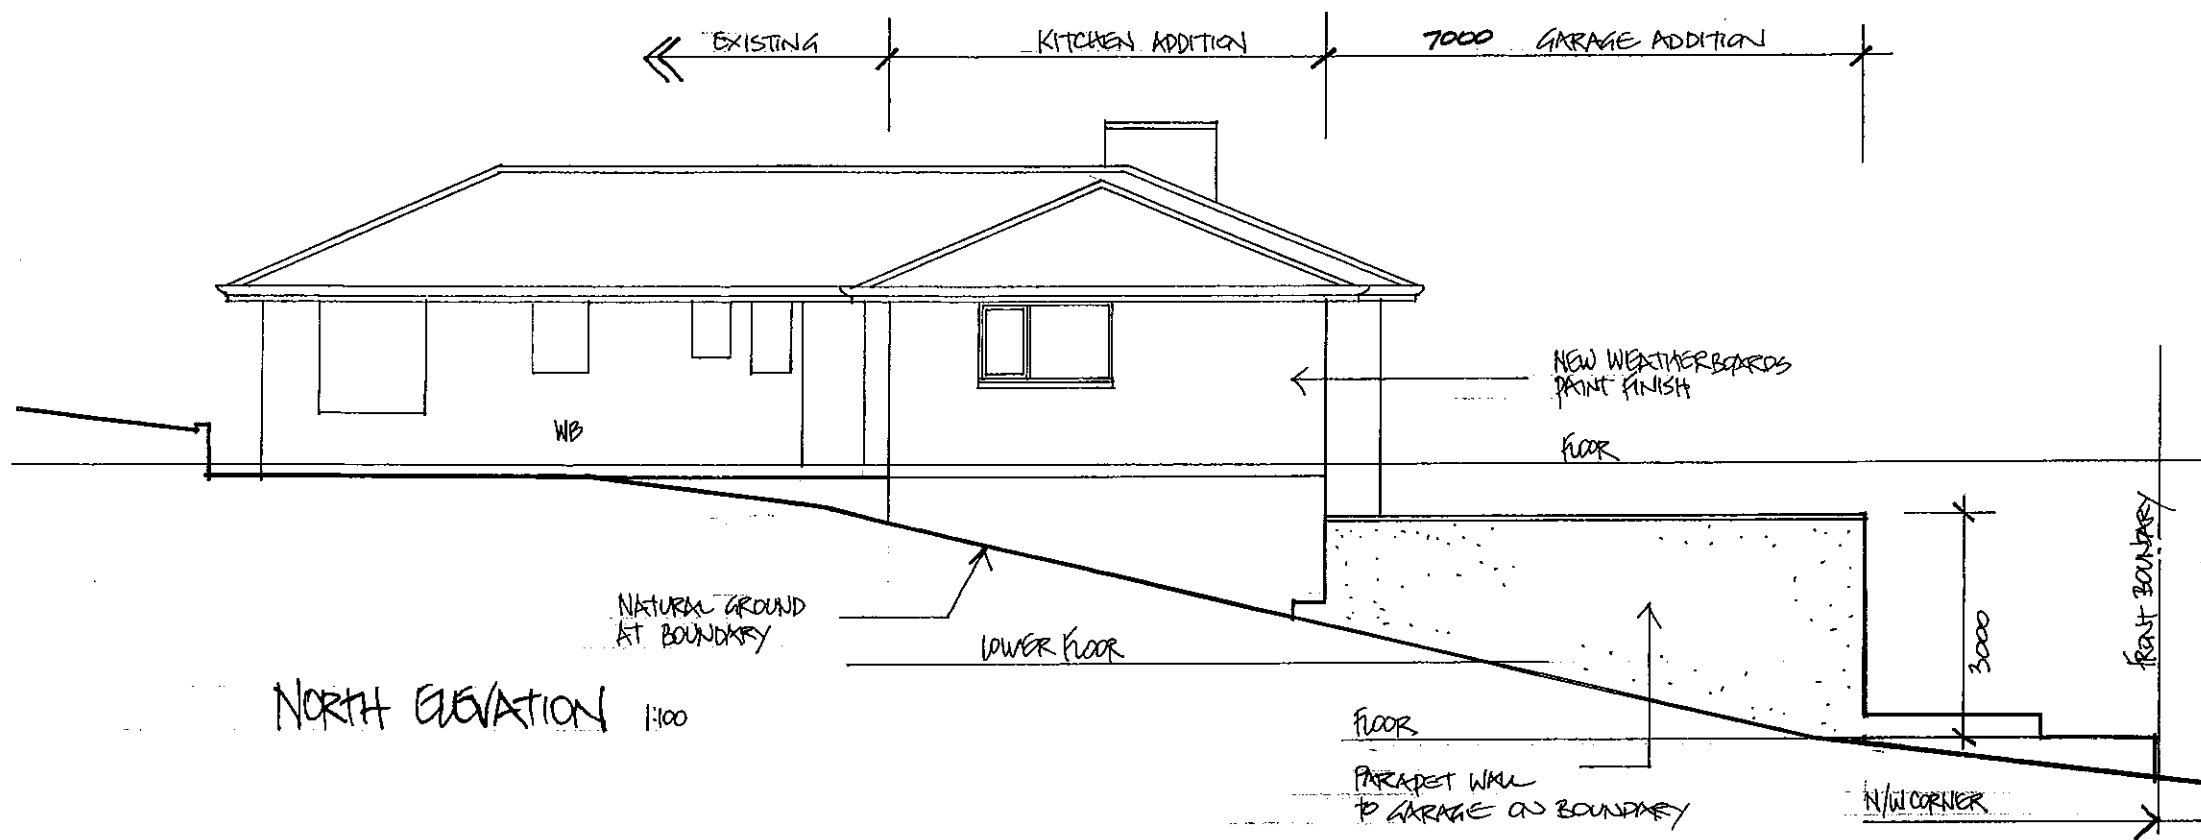 EXISTING
KITCHEN ADDITION
7000 GARAGE ADDITION
NEW WEATHERBOARDS
PAINT FINISH
WB
FLOOR
FRONT BOUNDARY
NATURAL GROUND
AT BOUNDARY
LOWER FLOOR
3000
NORTH ELEVATION 1:100
FLOOR
PARAPET WALL
TO GARAGE ON BOUNDARY
N/W CORNER